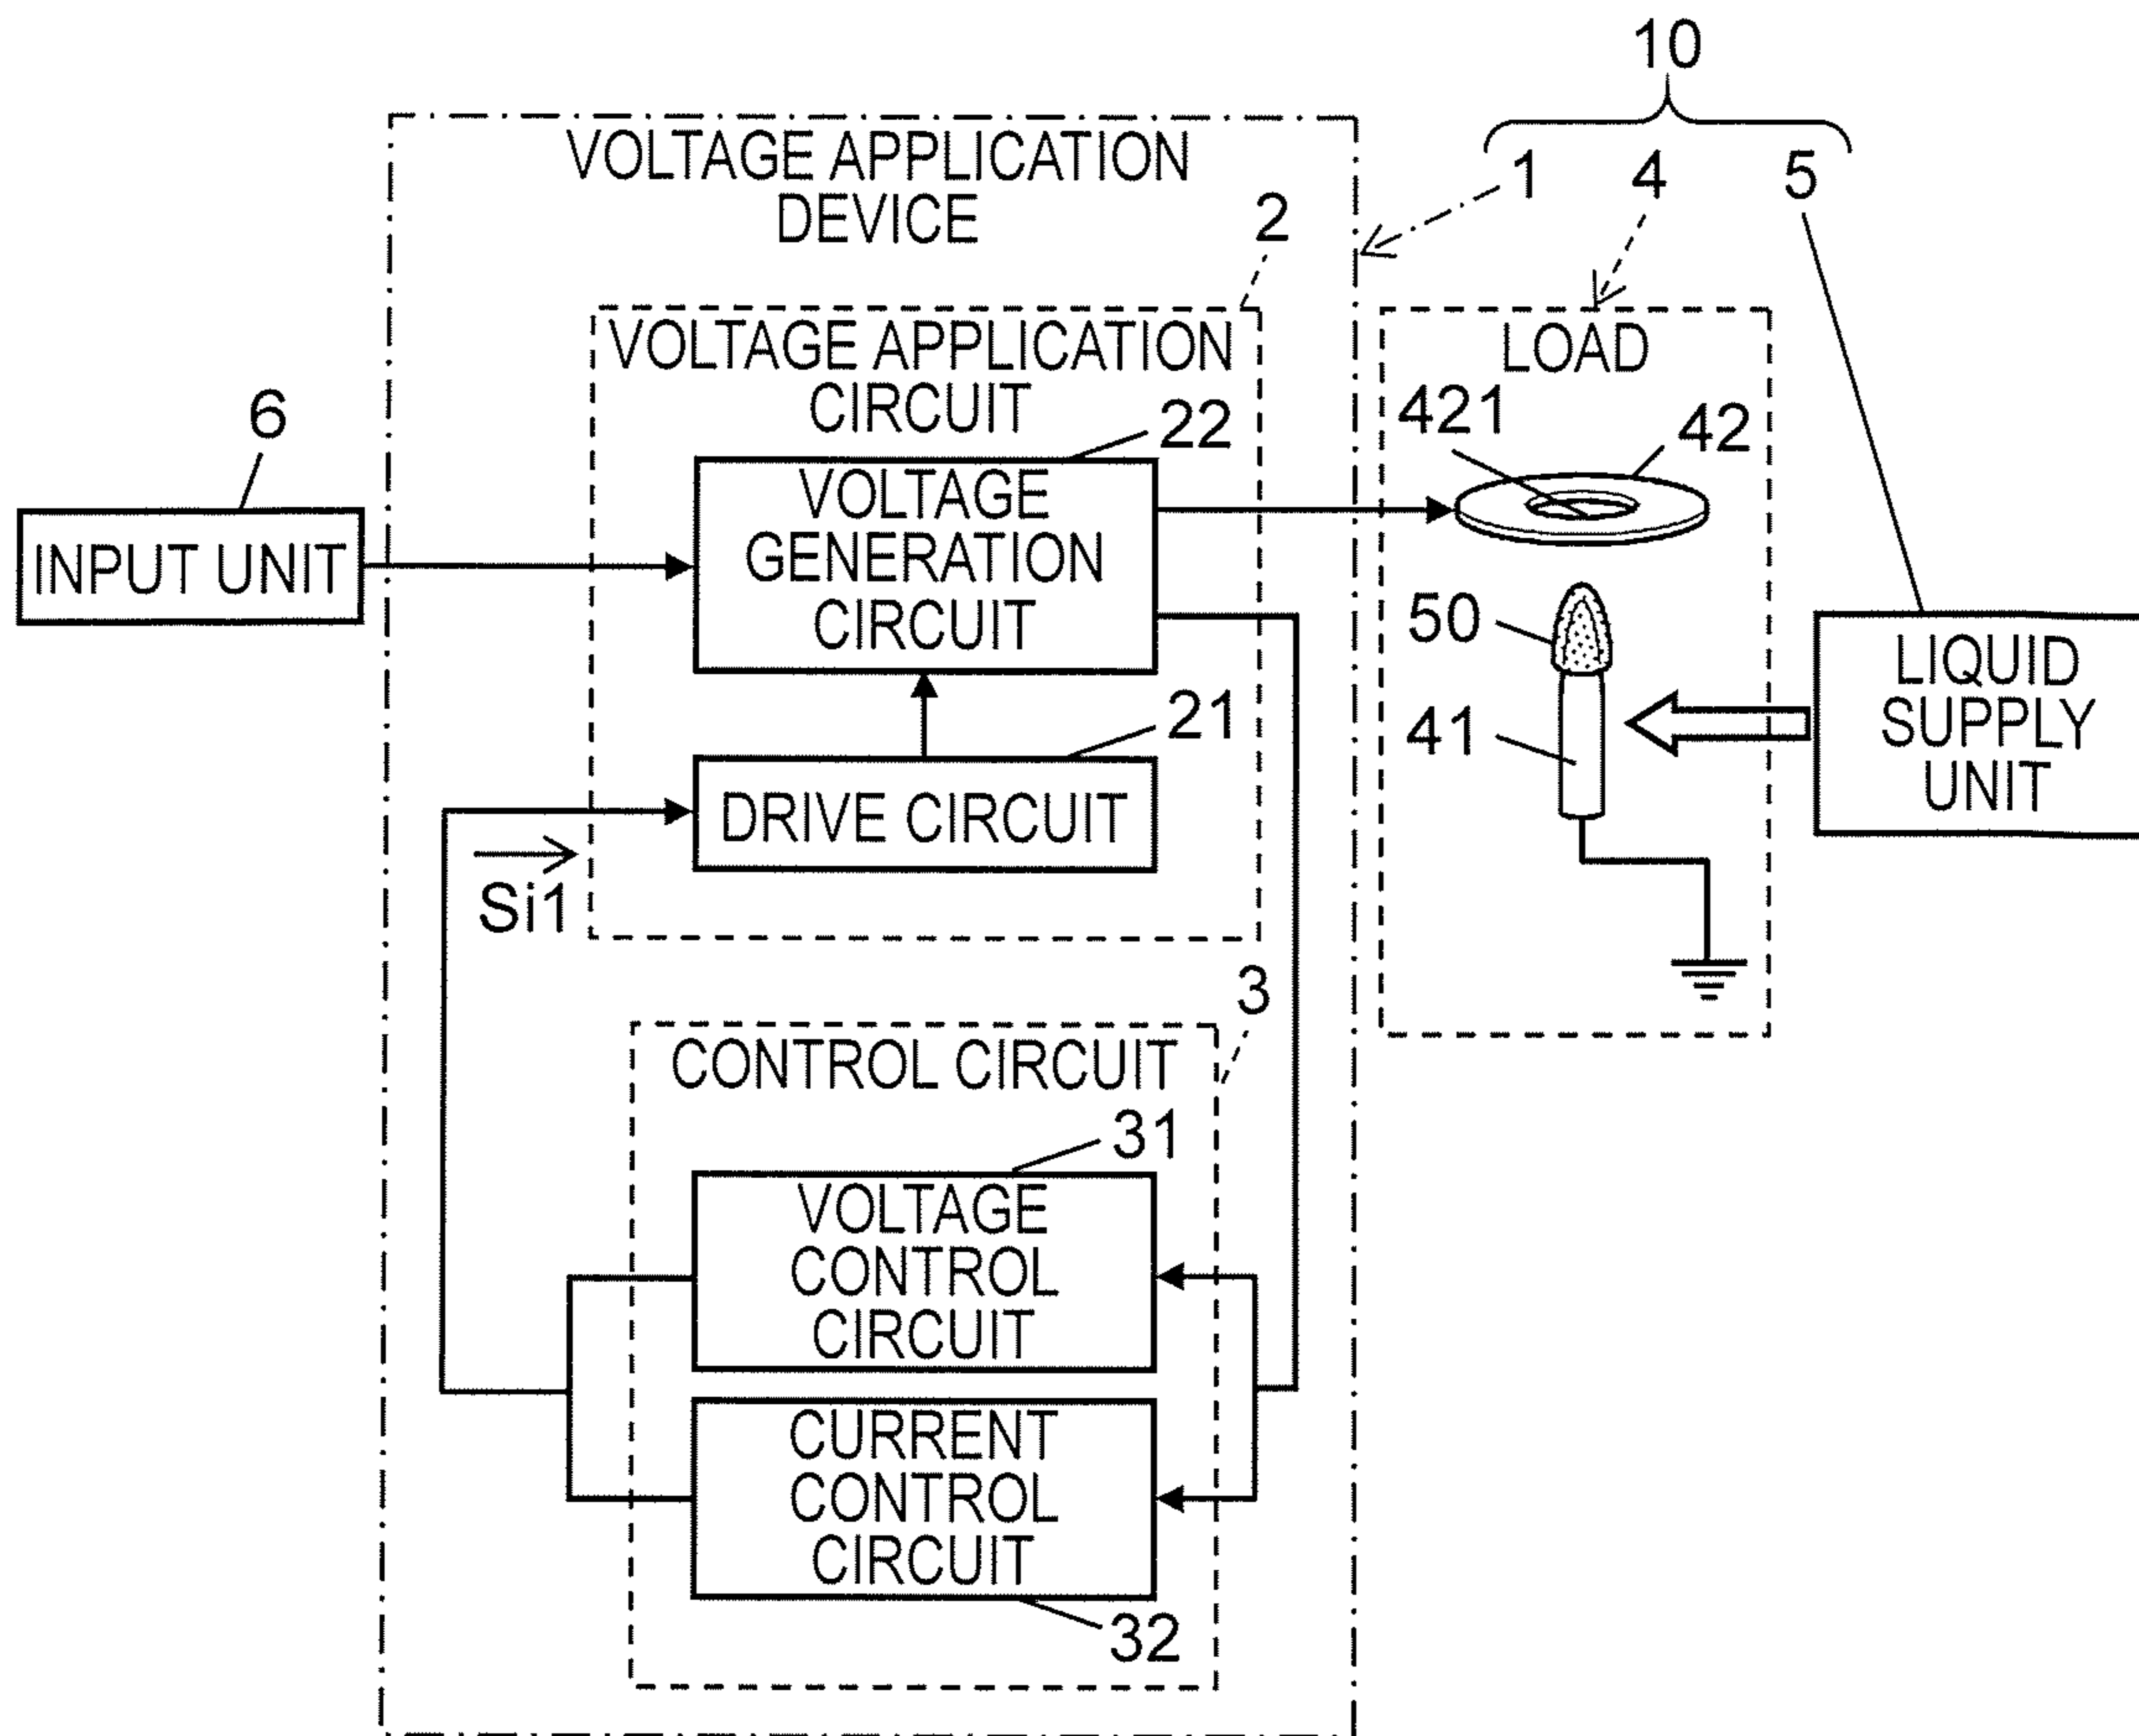 10
1
4
5
VOLTAGE APPLICATION
DEVICE
2
VOLTAGE APPLICATION
CIRCUIT
LOAD
421
42
22
6
INPUT UNIT
VOLTAGE
GENERATION
CIRCUIT
50
41
LIQUID
SUPPLY
UNIT
21
DRIVE CIRCUIT
Si1
3
CONTROL CIRCUIT
31
VOLTAGE
CONTROL
CIRCUIT
CURRENT
CONTROL
CIRCUIT
32